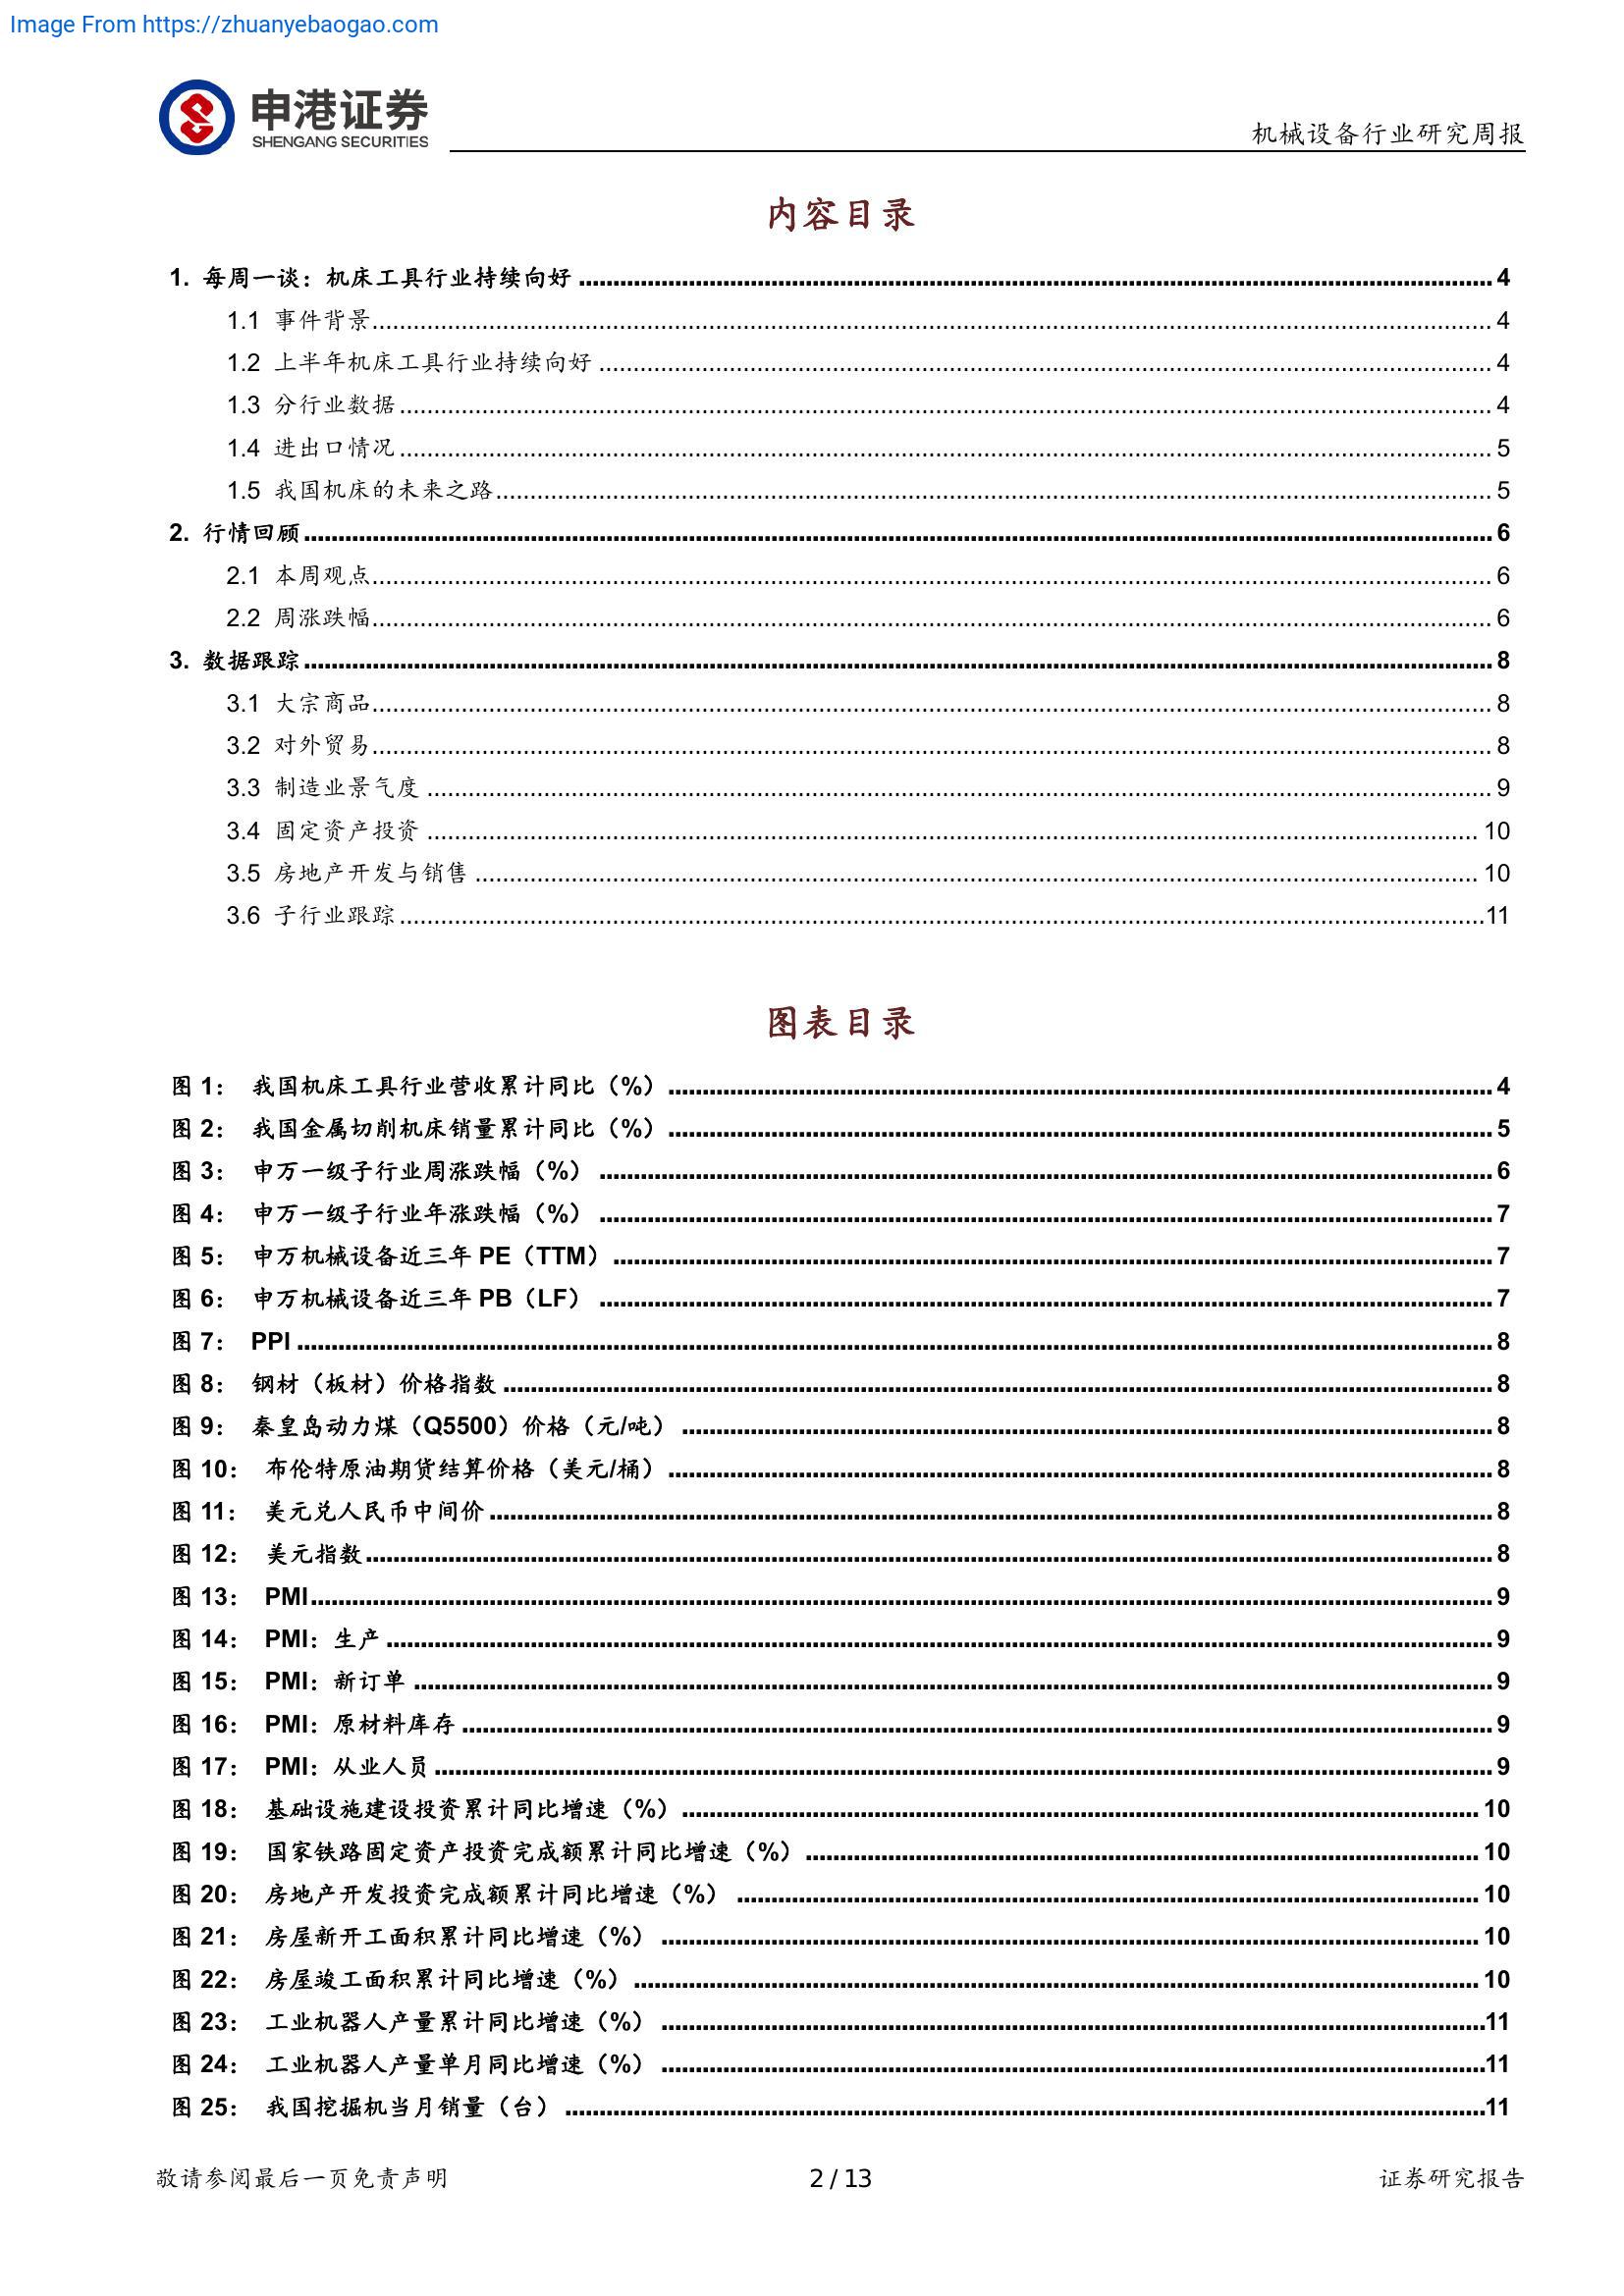 Image From https://zhuanyebaogao.com
申港证券
SHENGANG SECURITIES
机械设备行业研究周报
内容目录
1. 每周一谈：机床工具行业持续向好 4
1.1 事件背景 4
1.2 上半年机床工具行业持续向好 4
1.3 分行业数据 4
1.4 进出口情况 5
1.5 我国机床的未来之路 5
2. 行情回顾 6
2.1 本周观点 6
2.2 周涨跌幅 6
3. 数据跟踪 8
3.1 大宗商品 8
3.2 对外贸易 8
3.3 制造业景气度 9
3.4 固定资产投资 10
3.5 房地产开发与销售 10
3.6 子行业跟踪 11
图表目录
图 1： 我国机床工具行业营收累计同比（%） 4
图 2： 我国金属切削机床销量累计同比（%） 5
图 3： 申万一级子行业周涨跌幅（%） 6
图 4： 申万一级子行业年涨跌幅（%） 7
图 5： 申万机械设备近三年 PE（TTM） 7
图 6： 申万机械设备近三年 PB（LF） 7
图 7： PPI 8
图 8： 钢材（板材）价格指数 8
图 9： 秦皇岛动力煤（Q5500）价格（元/吨） 8
图 10： 布伦特原油期货结算价格（美元/桶） 8
图 11： 美元兑人民币中间价 8
图 12： 美元指数 8
图 13： PMI 9
图 14： PMI：生产 9
图 15： PMI：新订单 9
图 16： PMI：原材料库存 9
图 17： PMI：从业人员 9
图 18： 基础设施建设投资累计同比增速（%） 10
图 19： 国家铁路固定资产投资完成额累计同比增速（%） 10
图 20： 房地产开发投资完成额累计同比增速（%） 10
图 21： 房屋新开工面积累计同比增速（%） 10
图 22： 房屋竣工面积累计同比增速（%） 10
图 23： 工业机器人产量累计同比增速（%） 11
图 24： 工业机器人产量单月同比增速（%） 11
图 25： 我国挖掘机当月销量（台） 11
敬请参阅最后一页免责声明
2 / 13
证券研究报告